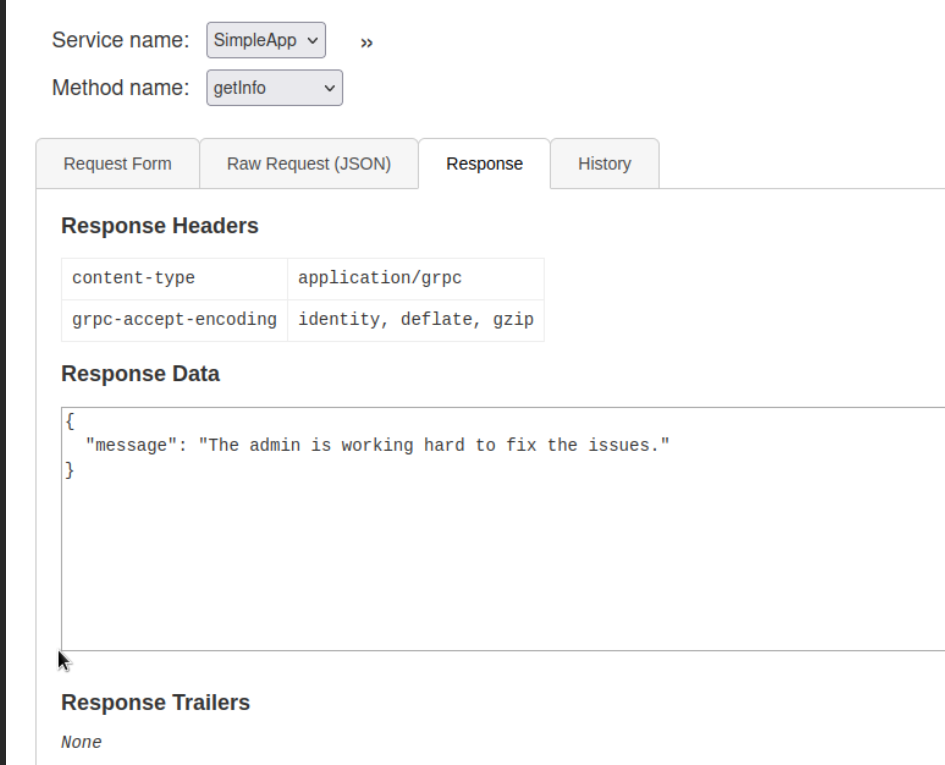 Service name: SimpleApp »
Method name: getInfo
Request Form Raw Request (JSON) Response History
Response Headers
content-type application/grpc
grpc-accept-encoding identity, deflate, gzip
Response Data
{
"message": "The admin is working hard to fix the issues."
}
Response Trailers
None